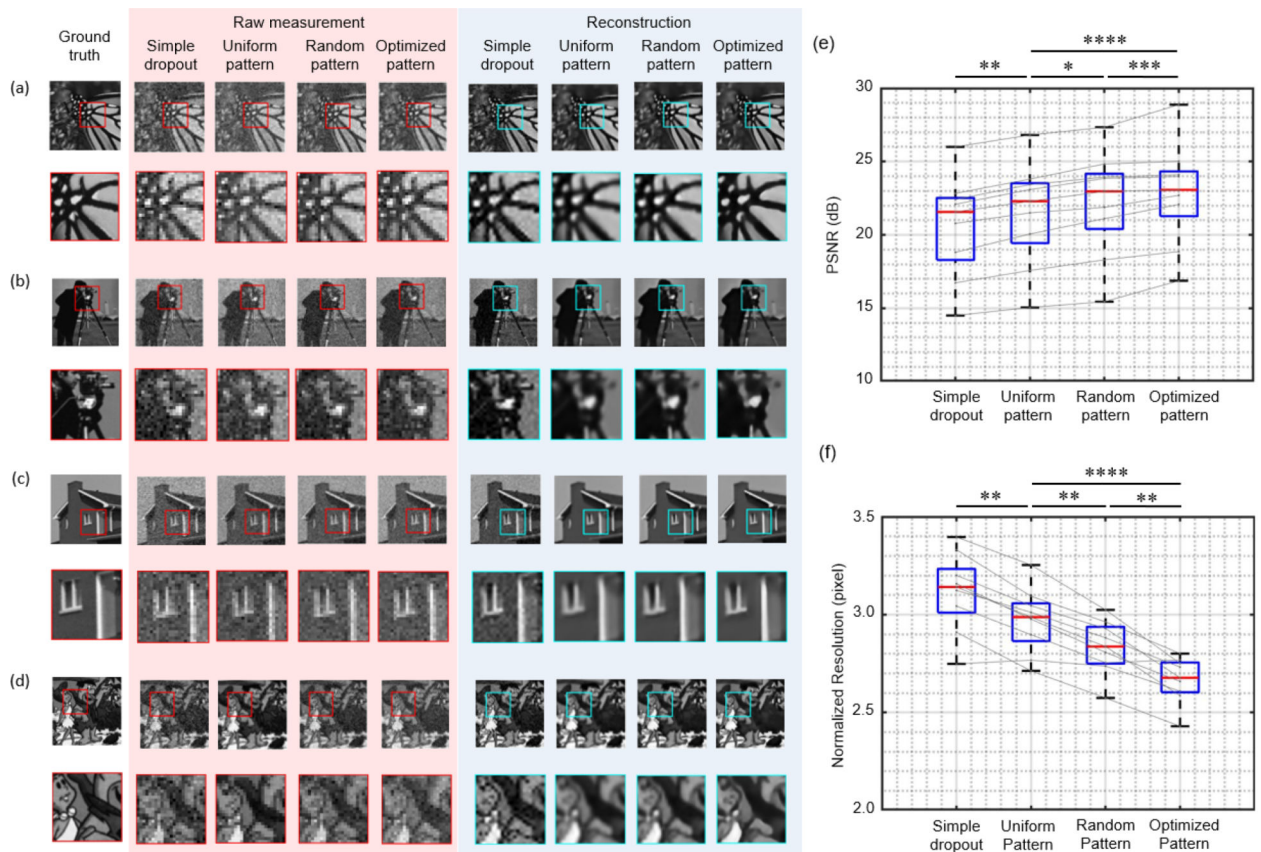 Raw measurement
Reconstruction
Ground truth
Simple dropout
Uniform pattern
Random pattern
Optimized pattern
Simple dropout
Uniform pattern
Random pattern
Optimized pattern
(a)
(b)
(c)
(d)
(e)
****
** * ***
PSNR (dB)
30
25
20
15
10
Simple dropout
Uniform pattern
Random pattern
Optimized pattern
(f)
****
** ** **
Normalized Resolution (pixel)
3.5
3.0
2.5
2.0
Simple dropout
Uniform Pattern
Random Pattern
Optimized Pattern